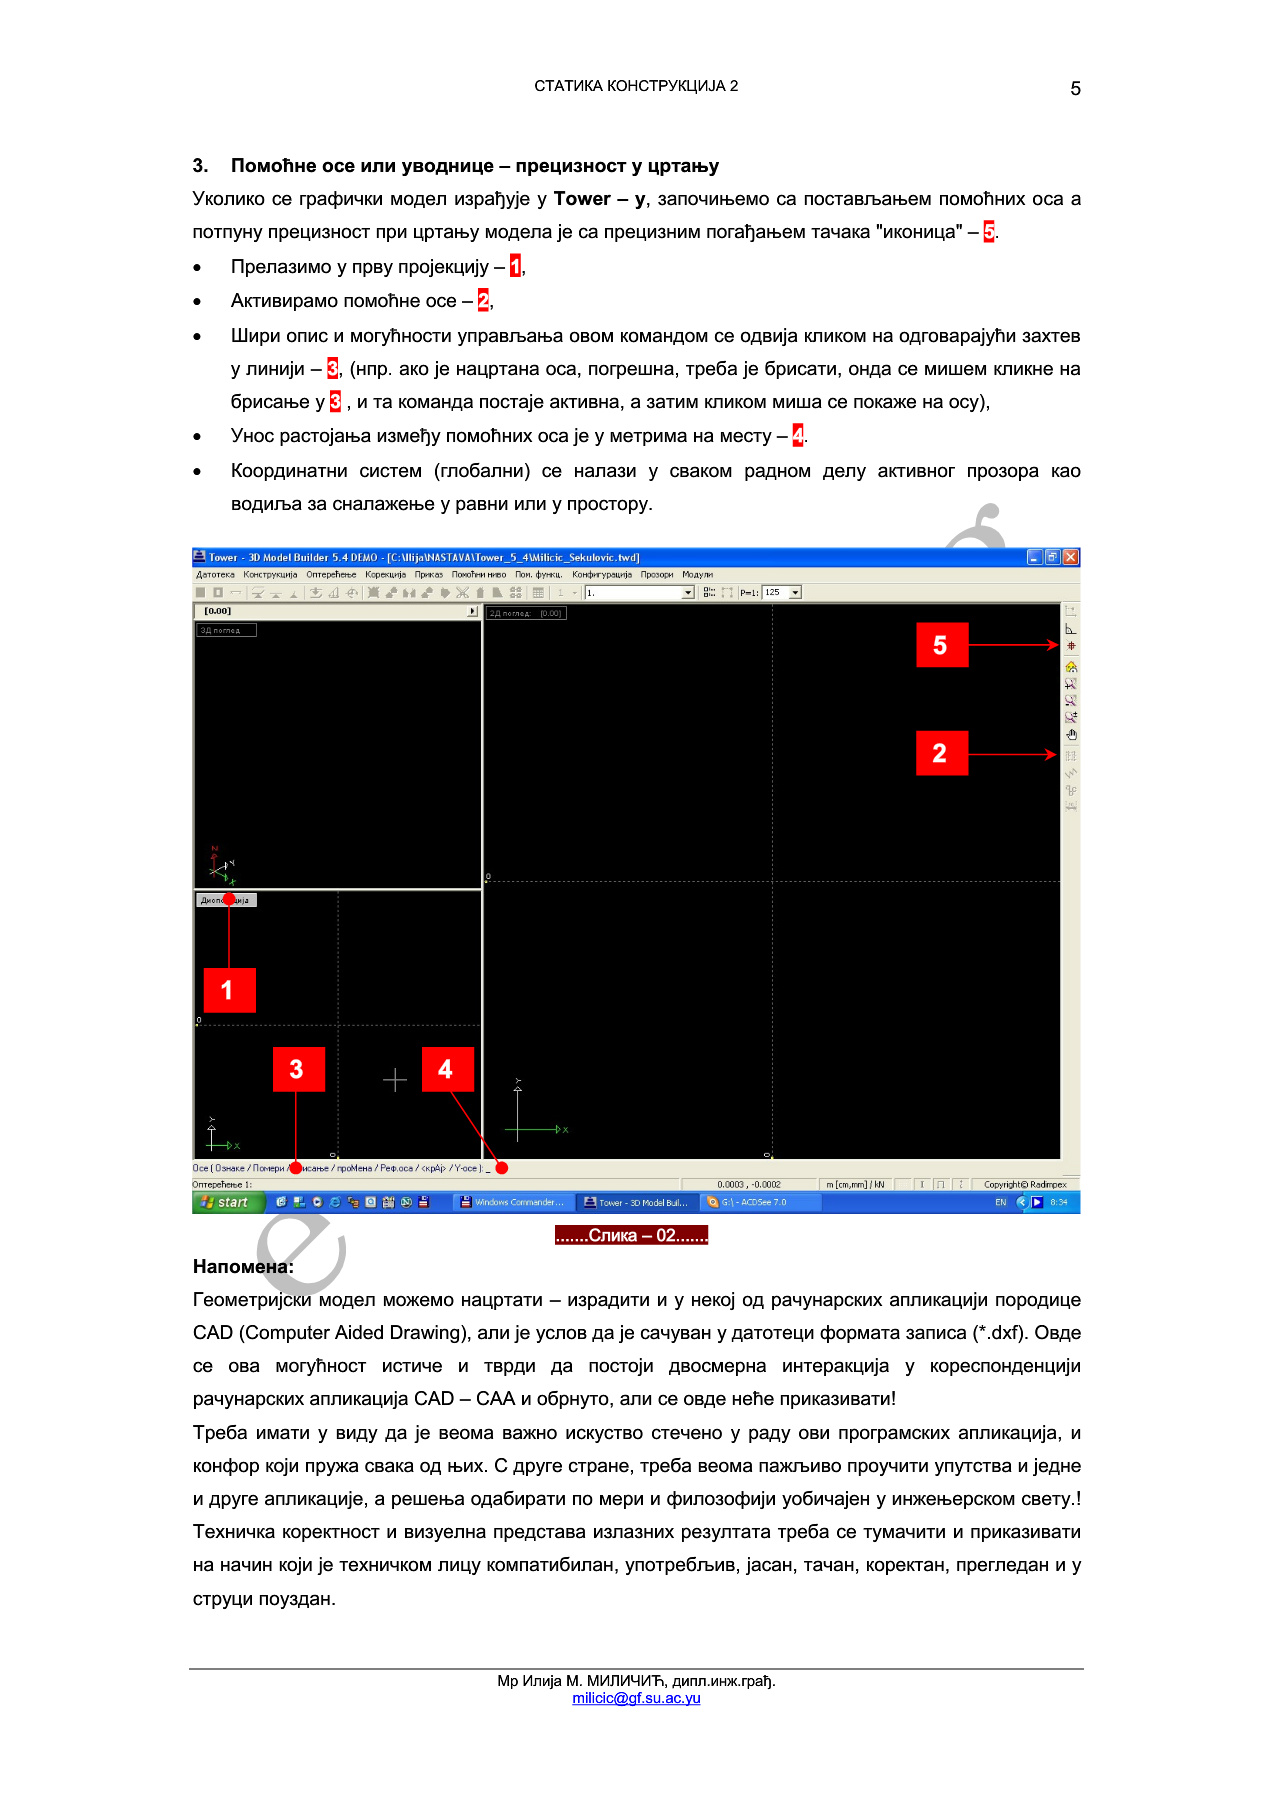 СТАТИКА КОНСТРУКЦИЈА 2
5
3. Помоћне осе или уводнице – прецизност у цртању
Уколико се графички модел израђује у Tower – у, започињемо са постављањем помоћних оса а
потпуну прецизност при цртању модела је са прецизним погађањем тачака "иконица" – 5.
• Прелазимо у прву пројекцију – 1,
• Активирамо помоћне осе – 2,
• Шири опис и могућности управљања овом командом се одвија кликом на одговарајући захтев
у линији – 3, (нпр. ако је нацртана оса, погрешна, треба је брисати, онда се мишем кликне на
брисање у 3 , и та команда постаје активна, а затим кликом миша се покаже на осу),
• Унос растојања између помоћних оса је у метрима на месту – 4.
• Координатни систем (глобални) се налази у сваком радном делу активног прозора као
водиља за сналажење у равни или у простору.
Tower - 3D Model Builder 5.4 DEMO - [C:\Ilija\NASTAVA\Tower_5_4\Milicic_Sekulovic.twd]
Датотека Конструкција Оптерећење Корекција Приказ Помоћни ниво Пом. функц. Конфигурација Прозори Модули
1. P=1: 125
[0.00]
3Д поглед
2Д поглед: [0.00]
5
2
Z
Y
X
0
1
0
3
4
Y
X
0
Y
X
0
Осе ( Ознаке / Помери / исање / проМена / Реф.оса / <крАј> / Y-осе ): _
Оптерећење 1:
0.0003 , -0.0002
m [cm,mm] / kN
Copyright© Radimpex
start
Windows Commander...
Tower - 3D Model Buil...
G:\ - ACDSee 7.0
EN
8:34
.......Слика – 02.......
Напомена:
Геометријски модел можемо нацртати – израдити и у некој од рачунарских апликацији породице
CAD (Computer Aided Drawing), али је услов да је сачуван у датотеци формата записа (*.dxf). Овде
се ова могућност истиче и тврди да постоји двосмерна интеракција у кореспонденцији
рачунарских апликација CAD – CAA и обрнуто, али се овде неће приказивати!
Треба имати у виду да је веома важно искуство стечено у раду ови програмских апликација, и
конфор који пружа свака од њих. С друге стране, треба веома пажљиво проучити упутства и једне
и друге апликације, а решења одабирати по мери и филозофији уобичајен у инжењерском свету.!
Техничка коректност и визуелна представа излазних резултата треба се тумачити и приказивати
на начин који је техничком лицу компатибилан, употребљив, јасан, тачан, коректан, прегледан и у
струци поуздан.
Мр Илија М. МИЛИЧИЋ, дипл.инж.грађ.
milicic@gf.su.ac.yu